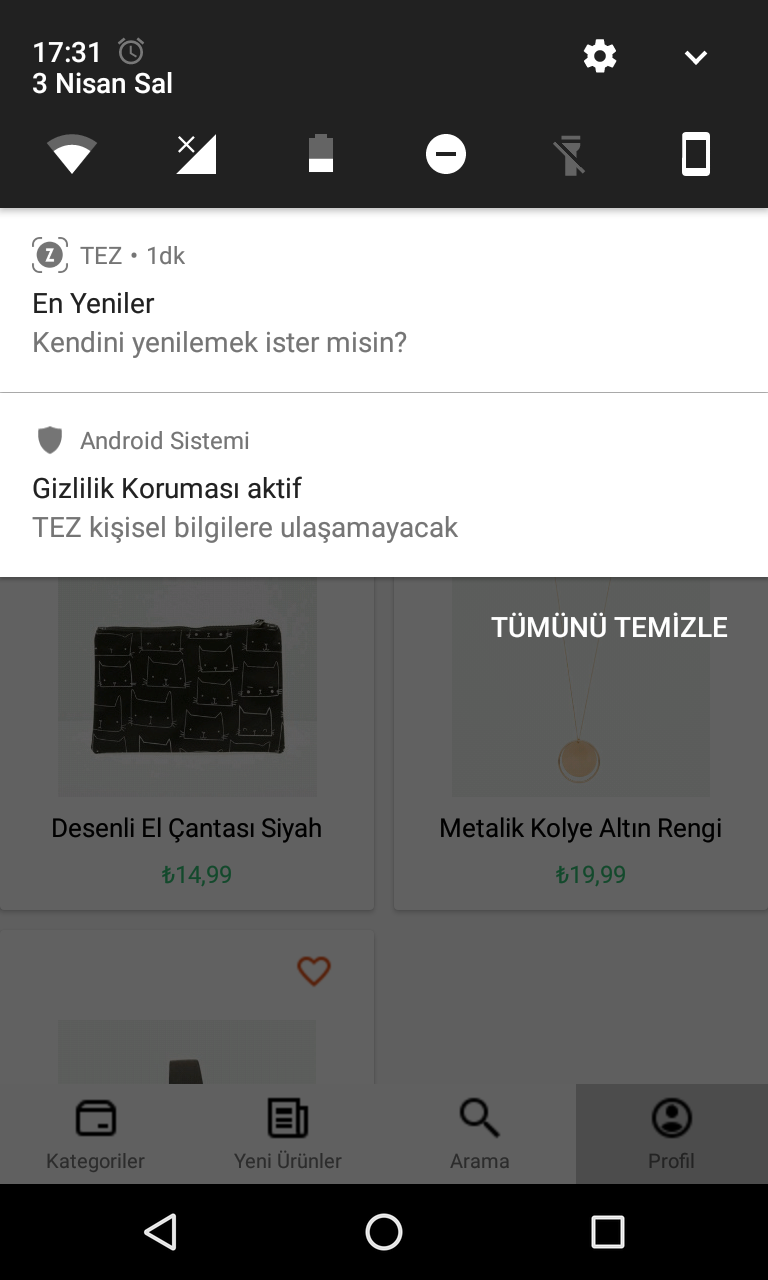 17:31
3 Nisan Sal
TEZ • 1dk
En Yeniler
Kendini yenilemek ister misin?
Android Sistemi
Gizlilik Koruması aktif
TEZ kişisel bilgilere ulaşamayacak
TÜMÜNÜ TEMİZLE
Desenli El Çantası Siyah
₺14,99
Metalik Kolye Altın Rengi
₺19,99
Kategoriler
Yeni Ürünler
Arama
Profil